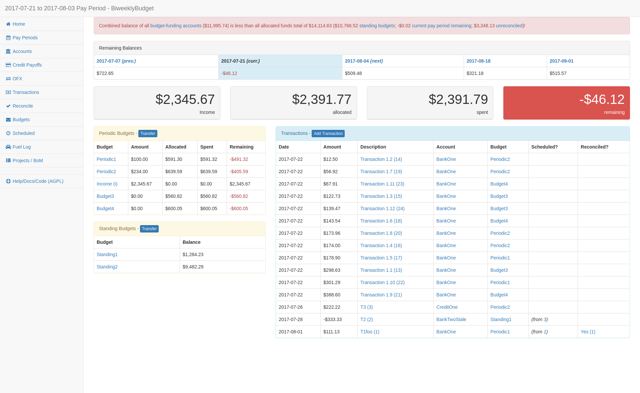 2017-07-21 to 2017-08-03 Pay Period - BiweeklyBudget
Home
Pay Periods
Accounts
Credit Payoffs
OFX
Transactions
Reconcile
Budgets
Scheduled
Fuel Log
Projects / BoM
Help/Docs/Code (AGPL)
Combined balance of all budget-funding accounts ($11,995.74) is less than all allocated funds total of $14,114.63 ($10,766.52 standing budgets; -$0.02 current pay period remaining; $3,348.13 unreconciled)!
Remaining Balances
2017-07-07 (prev.) 2017-07-21 (curr.) 2017-08-04 (next) 2017-08-18 2017-09-01
$722.65 -$46.12 $509.48 $321.18 $515.57
$2,345.67 $2,391.77 $2,391.79 -$46.12
income allocated spent remaining
Periodic Budgets - Transfer
Budget Amount Allocated Spent Remaining
Periodic1 $100.00 $591.30 $591.32 -$491.32
Periodic2 $234.00 $639.59 $639.59 -$405.59
Income (i) $2,345.67 $0.00 $0.00 $2,345.67
Budget3 $0.00 $560.82 $560.82 -$560.82
Budget4 $0.00 $600.05 $600.05 -$600.05
Standing Budgets - Transfer
Budget Balance
Standing1 $1,284.23
Standing2 $9,482.29
Transactions - Add Transaction
Date Amount Description Account Budget Scheduled? Reconciled?
2017-07-22 $12.50 Transaction 1.2 (14) BankOne Periodic2
2017-07-22 $56.92 Transaction 1.7 (19) BankOne Periodic2
2017-07-22 $67.91 Transaction 1.11 (23) BankOne Budget4
2017-07-22 $122.73 Transaction 1.3 (15) BankOne Budget3
2017-07-22 $139.47 Transaction 1.12 (24) BankOne Budget3
2017-07-22 $143.54 Transaction 1.6 (18) BankOne Budget4
2017-07-22 $173.96 Transaction 1.8 (20) BankOne Periodic2
2017-07-22 $174.00 Transaction 1.4 (16) BankOne Periodic2
2017-07-22 $178.90 Transaction 1.5 (17) BankOne Periodic1
2017-07-22 $298.63 Transaction 1.1 (13) BankOne Budget3
2017-07-22 $301.29 Transaction 1.10 (22) BankOne Periodic1
2017-07-22 $388.60 Transaction 1.9 (21) BankOne Budget4
2017-07-26 $222.22 T3 (3) CreditOne Periodic2
2017-07-28 -$333.33 T2 (2) BankTwoStale Standing1 (from 3)
2017-08-01 $111.13 T1foo (1) BankOne Periodic1 (from 1) Yes (1)